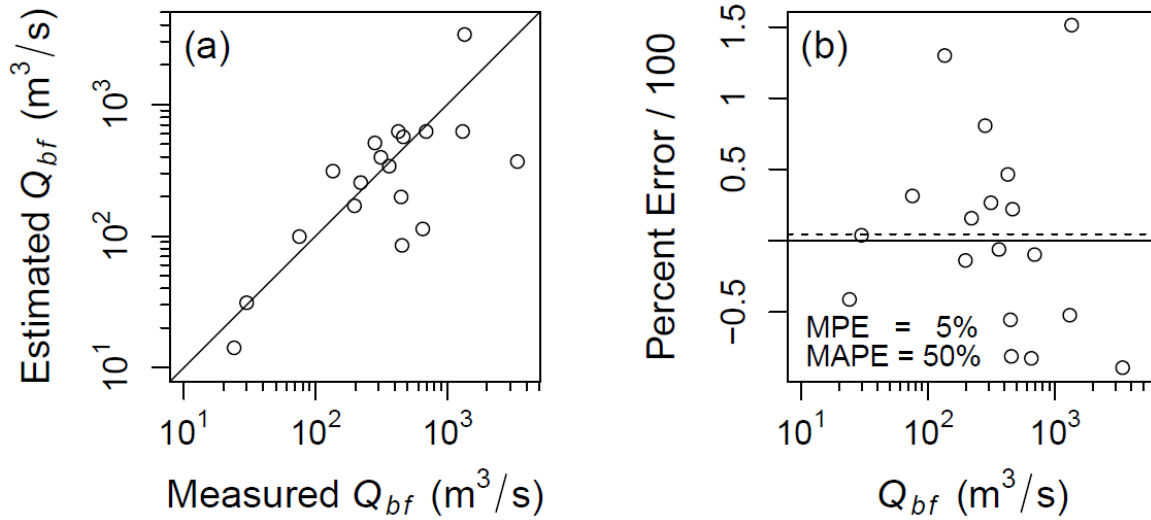 (a)
Estimated Q_bf (m³/s)
10³
10²
10¹
10¹ 10² 10³
Measured Q_bf (m³/s)
(b)
Percent Error / 100
1.5
1
0.5
−0.5
MPE = 5%
MAPE = 50%
10¹ 10² 10³
Q_bf (m³/s)